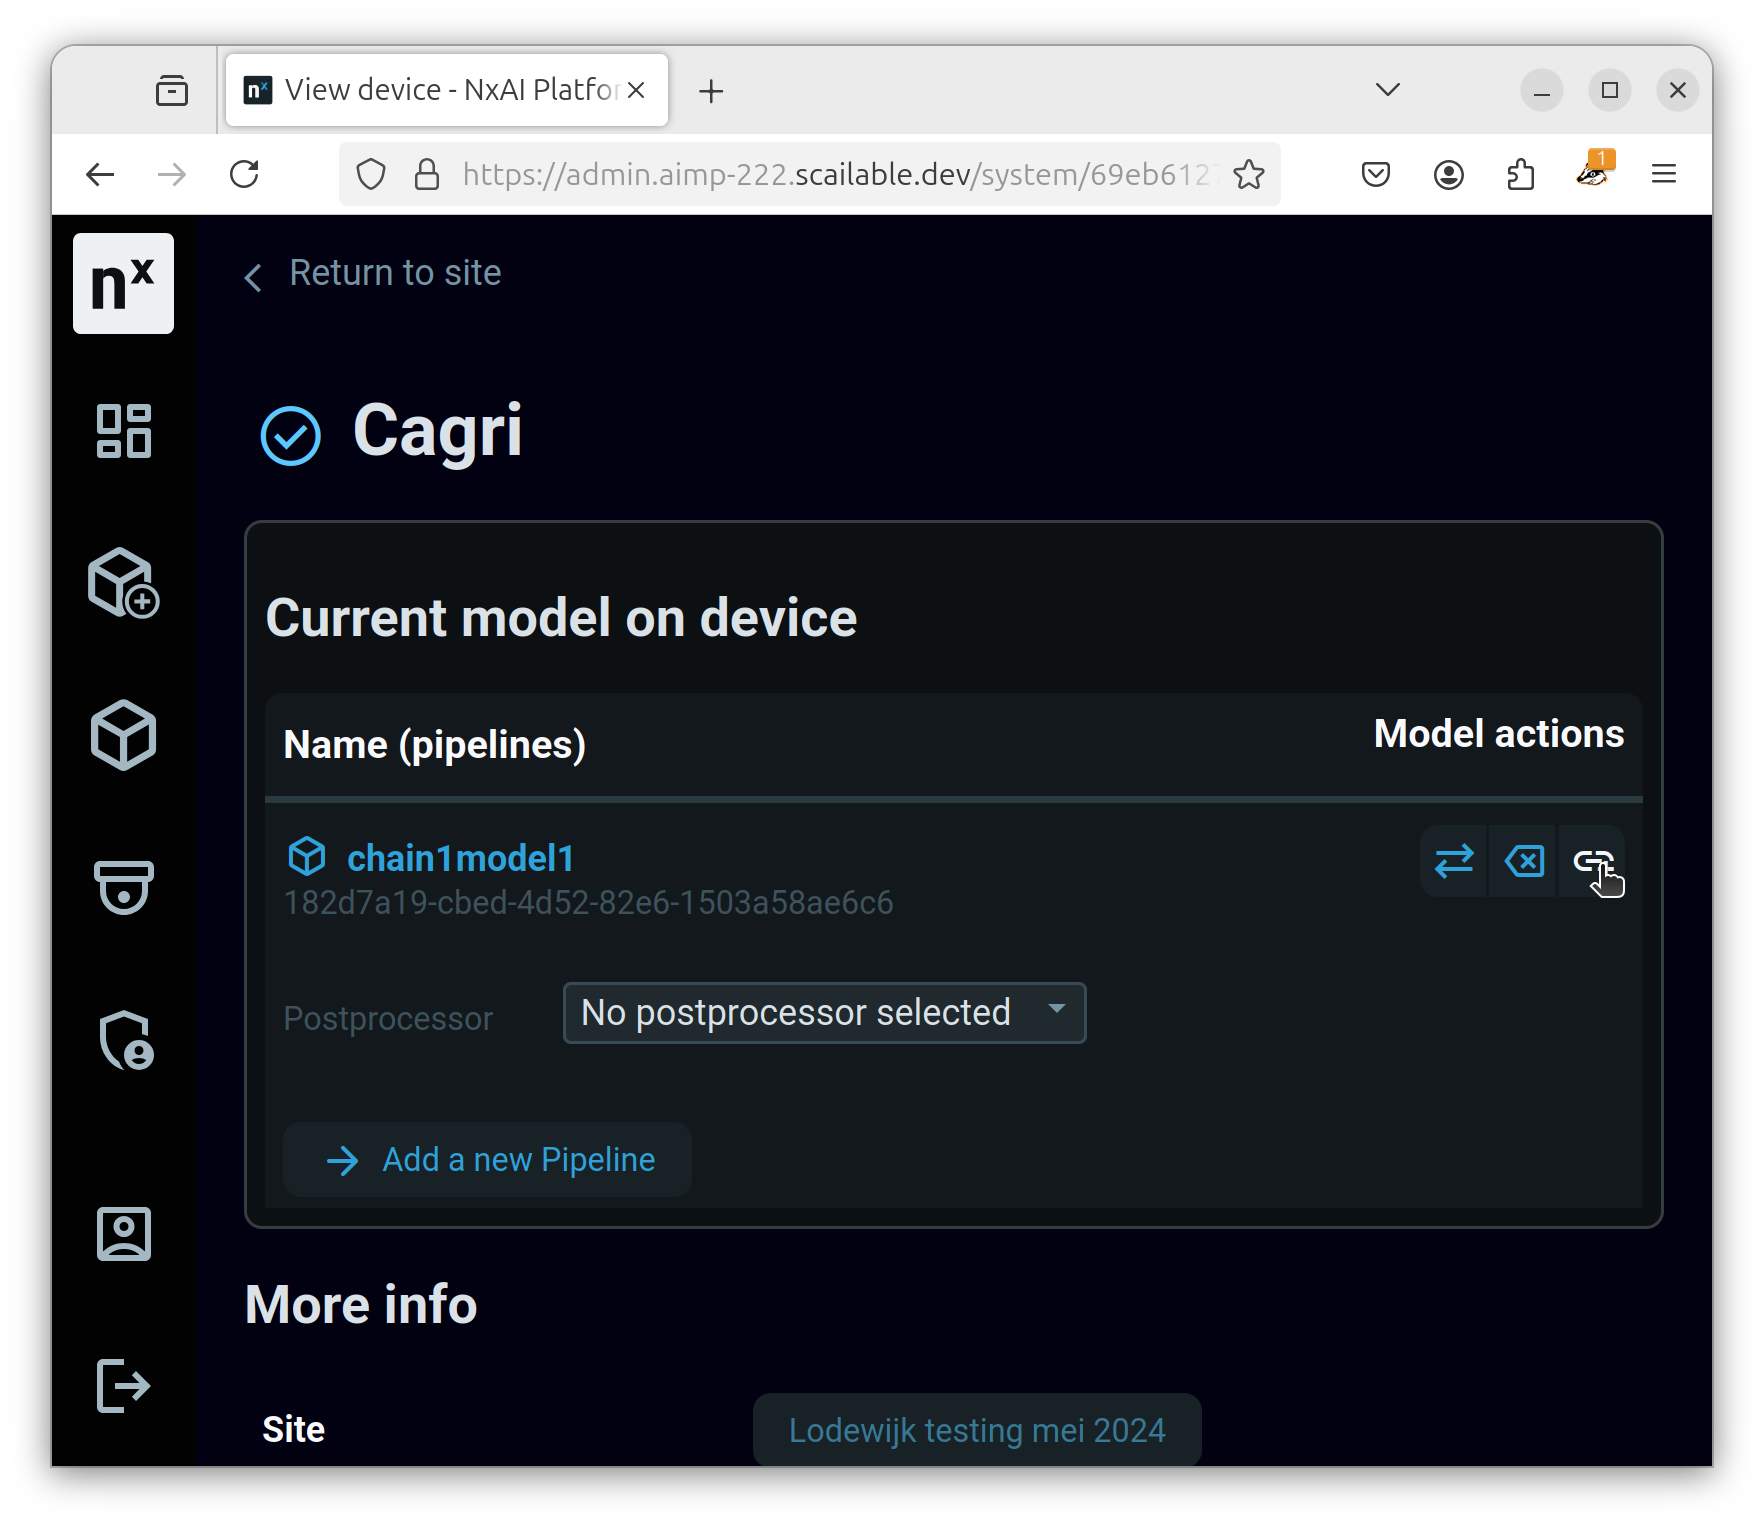 View device - NxAI Platfor
1
https://admin.aimp-222.scailable.dev/system/69eb6127
nx
Return to site
Cagri
Current model on device
Name (pipelines)
Model actions
chain1model1
182d7a19-cbed-4d52-82e6-1503a58ae6c6
Postprocessor
No postprocessor selected
Add a new Pipeline
More info
Site
Lodewijk testing mei 2024